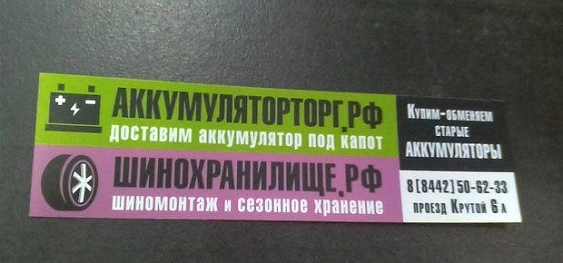 АККУМУЛЯТОРТОРГ.РФ
доставим аккумулятор под капот
ШИНОХРАНИЛИЩЕ.РФ
шиномонтаж и сезонное хранение
Купим-обменяем
старые
АККУМУЛЯТОРЫ
8(8442)50-62-33
проезд Крутой 6 А